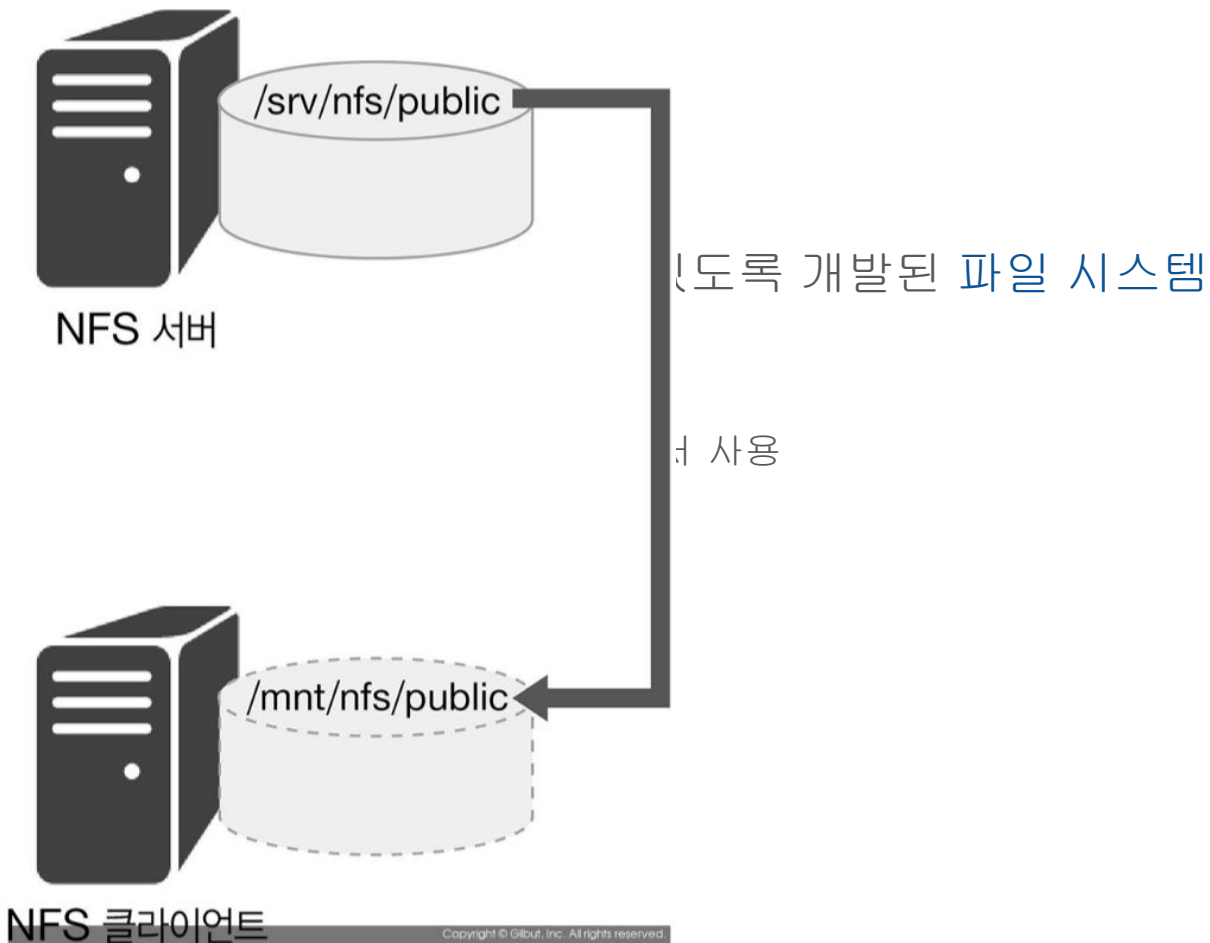 /srv/nfs/public
도록 개발된 파일 시스템
NFS 서버
사용
/mnt/nfs/public
NFS 클라이언트
Copyright © Gilbut, Inc. All rights reserved.